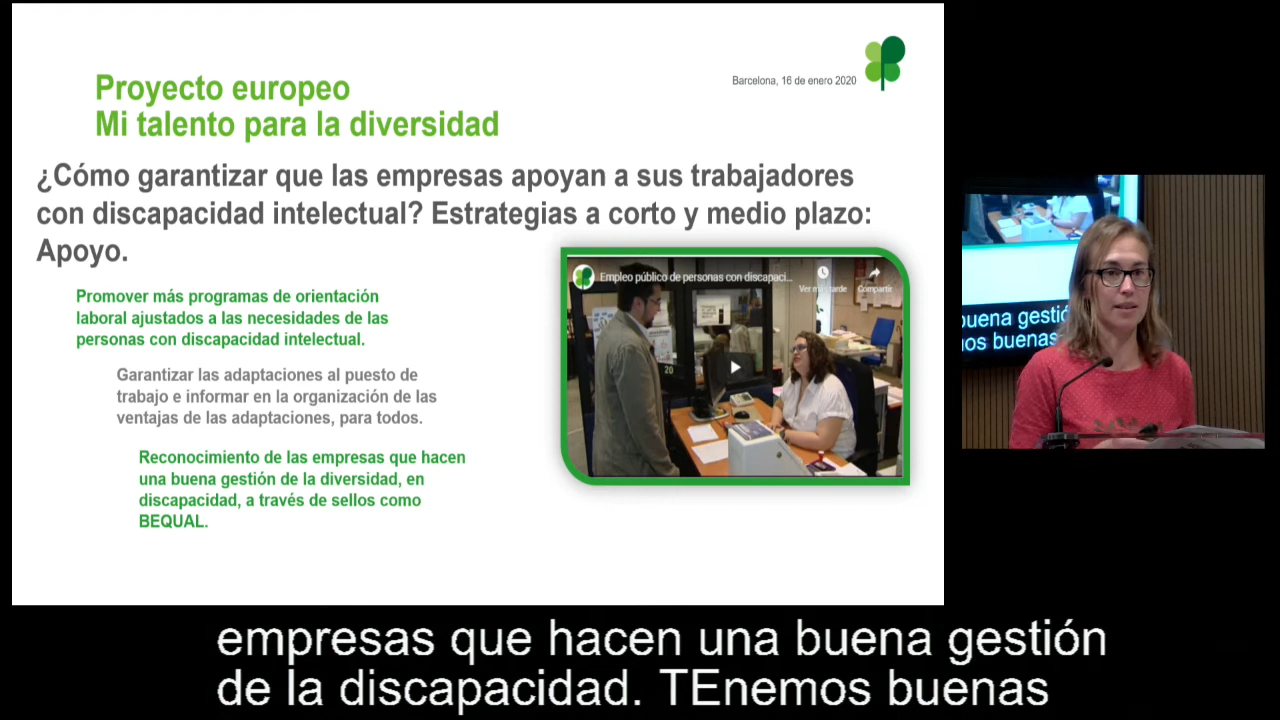 Barcelona, 16 de enero 2020
Proyecto europeo
Mi talento para la diversidad
¿Cómo garantizar que las empresas apoyan a sus trabajadores
con discapacidad intelectual? Estrategias a corto y medio plazo:
Apoyo.
Promover más programas de orientación
laboral ajustados a las necesidades de las
personas con discapacidad intelectual.
Garantizar las adaptaciones al puesto de
trabajo e informar en la organización de las
ventajas de las adaptaciones, para todos.
Reconocimiento de las empresas que hacen
una buena gestión de la diversidad, en
discapacidad, a través de sellos como
BEQUAL.
Empleo público de personas con discapaci...
Ver más tarde
Compartir
20
buena gestió
os buenas
empresas que hacen una buena gestión
de la discapacidad. TEnemos buenas